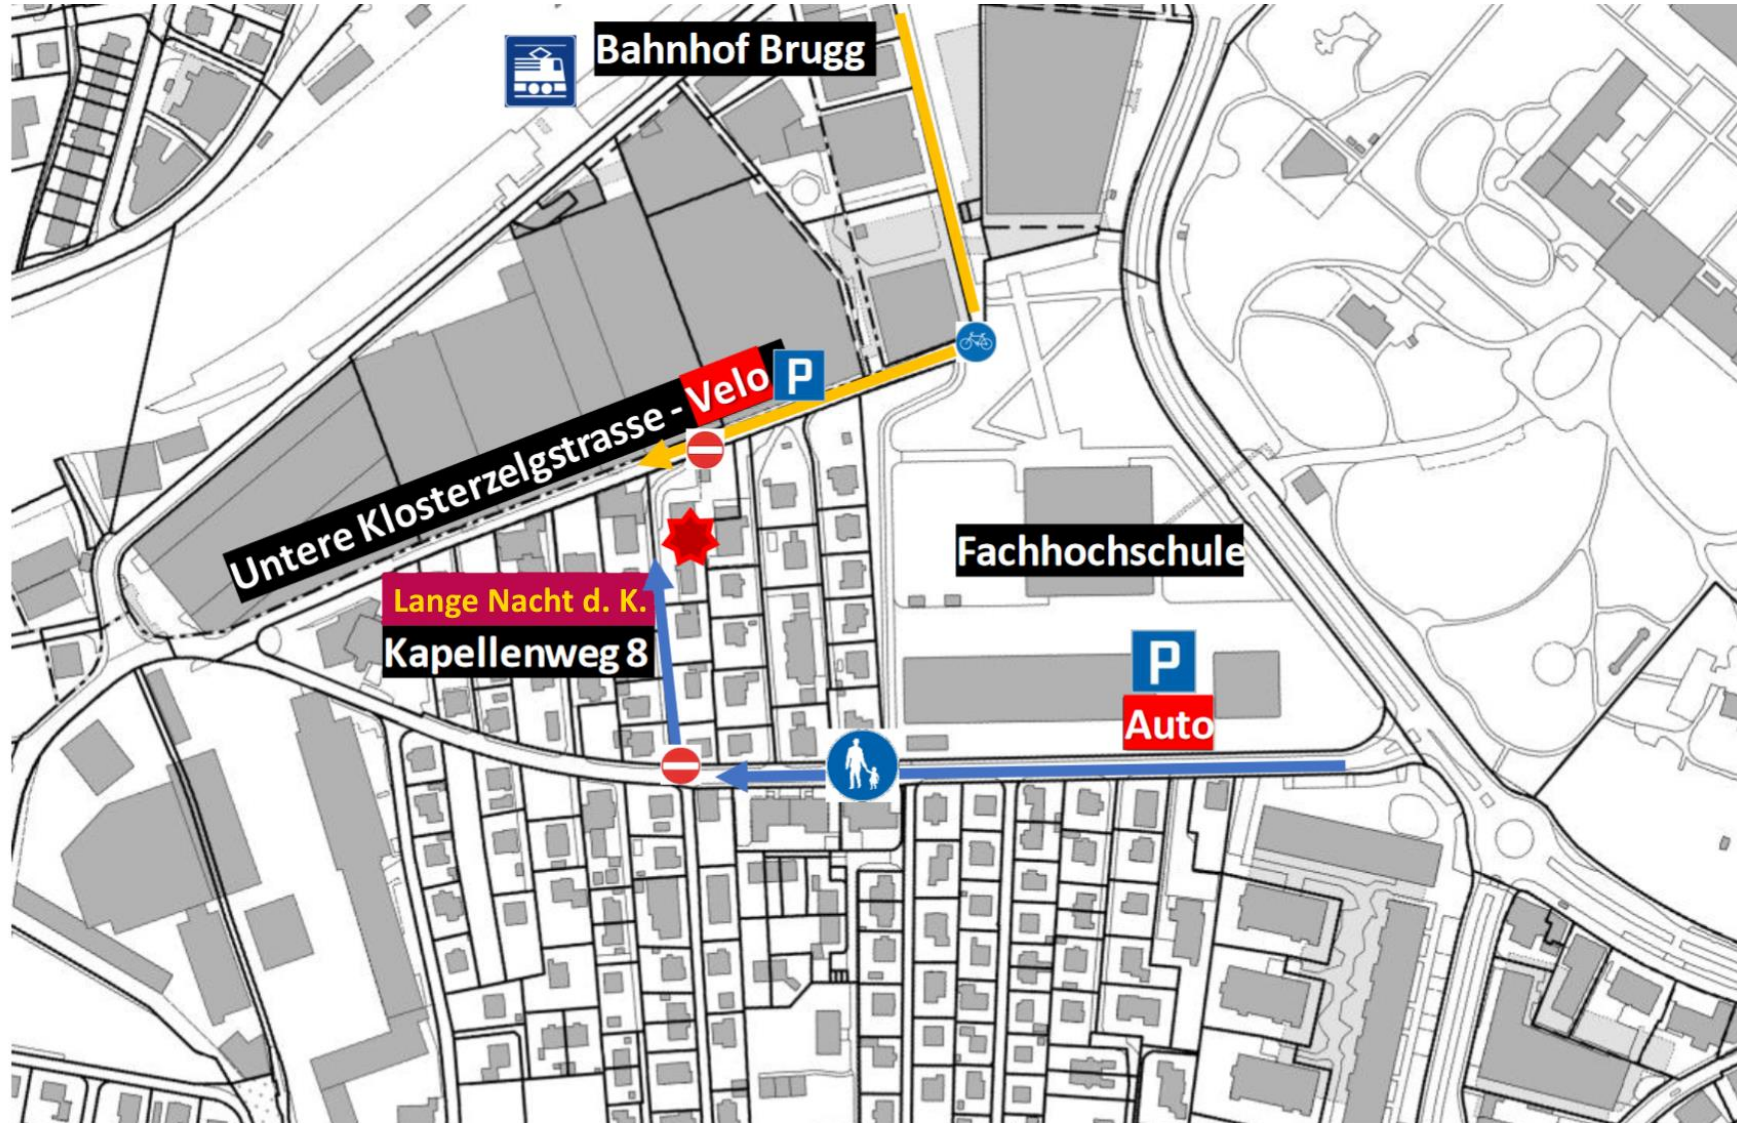 Bahnhof Brugg
Untere Klosterzelgstrasse - Velo P
Fachhochschule
Lange Nacht d. K.
Kapellenweg 8
P
Auto